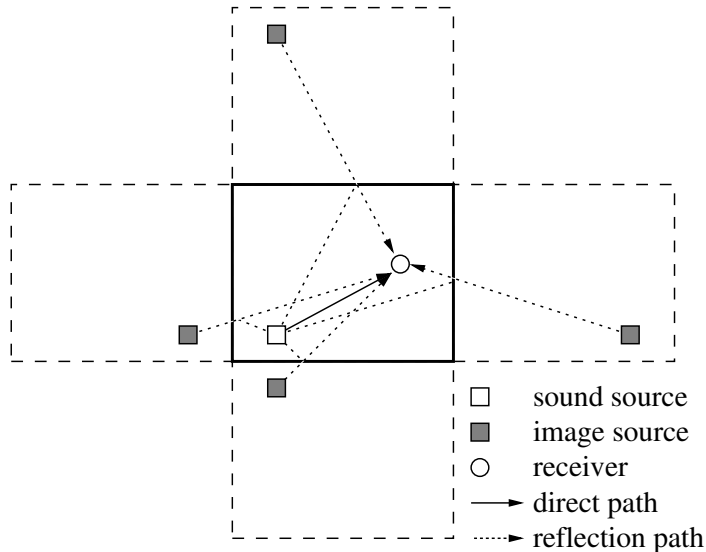 sound source
image source
receiver
direct path
reflection path